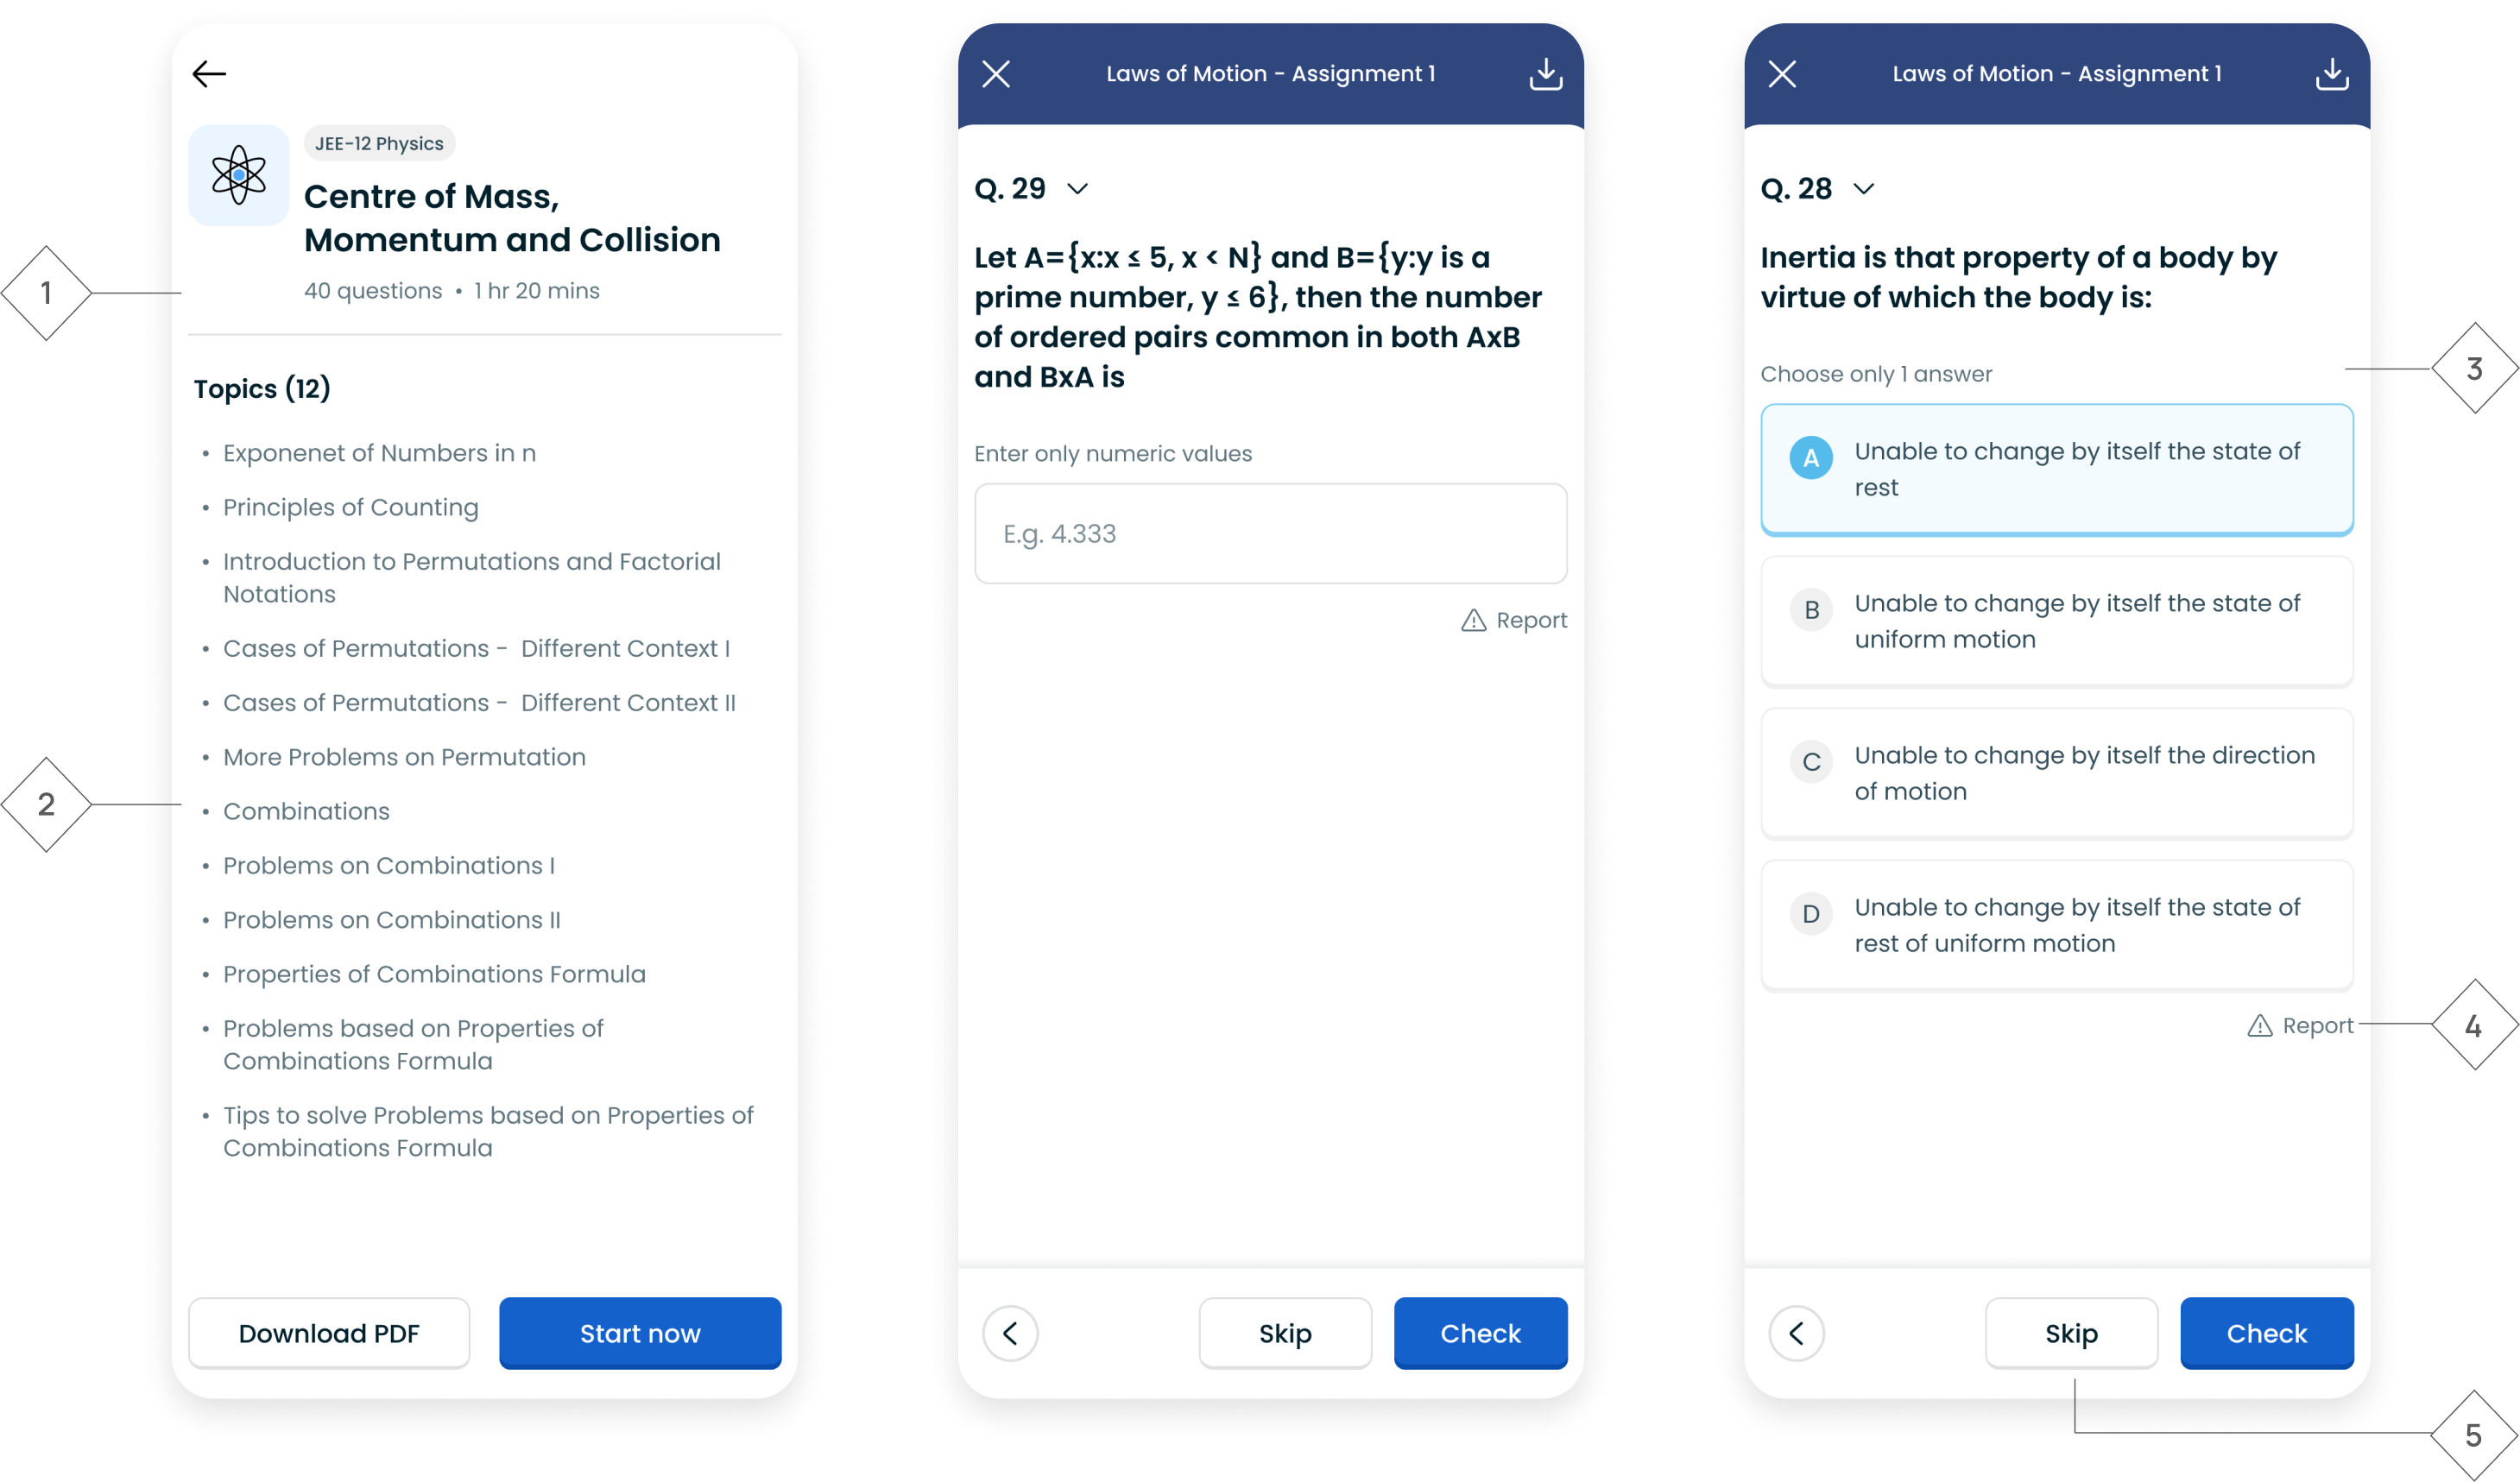 JEE-12 Physics
Centre of Mass,
Momentum and Collision
40 questions • 1 hr 20 mins
1
Topics (12)
• Exponenet of Numbers in n
• Principles of Counting
• Introduction to Permutations and Factorial
Notations
• Cases of Permutations - Different Context I
• Cases of Permutations - Different Context II
• More Problems on Permutation
2
• Combinations
• Problems on Combinations I
• Problems on Combinations II
• Properties of Combinations Formula
• Problems based on Properties of
Combinations Formula
• Tips to solve Problems based on Properties of
Combinations Formula
Download PDF
Start now
Laws of Motion - Assignment 1
Q. 29
Let A={x:x ≤ 5, x < N} and B={y:y is a
prime number, y ≤ 6}, then the number
of ordered pairs common in both AxB
and BxA is
Enter only numeric values
E.g. 4.333
Report
Skip
Check
Laws of Motion - Assignment 1
Q. 28
Inertia is that property of a body by
virtue of which the body is:
Choose only 1 answer
3
A
Unable to change by itself the state of
rest
B
Unable to change by itself the state of
uniform motion
C
Unable to change by itself the direction
of motion
D
Unable to change by itself the state of
rest of uniform motion
Report
4
Skip
Check
5